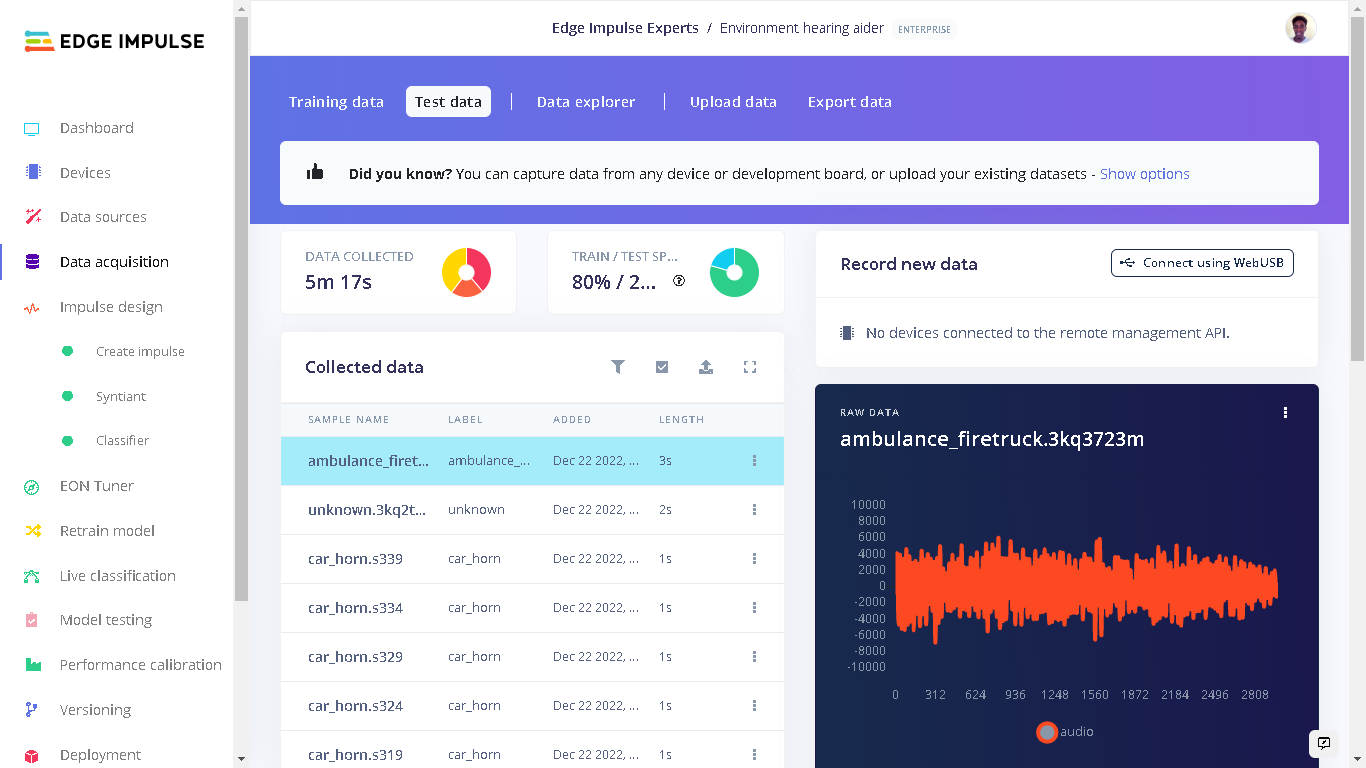 EDGE IMPULSE
Edge Impulse Experts / Environment hearing aider ENTERPRISE
Dashboard
Devices
Data sources
Data acquisition
Impulse design
Create impulse
Syntiant
Classifier
EON Tuner
Retrain model
Live classification
Model testing
Performance calibration
Versioning
Deployment
Training data Test data | Data explorer | Upload data Export data
Did you know? You can capture data from any device or development board, or upload your existing datasets - Show options
DATA COLLECTED
5m 17s
TRAIN / TEST SP...
80% / 2... ?
Collected data
SAMPLE NAME LABEL ADDED LENGTH
ambulance_firet... ambulance_... Dec 22 2022, ... 3s
unknown.3kq2t... unknown Dec 22 2022, ... 2s
car_horn.s339 car_horn Dec 22 2022, ... 1s
car_horn.s334 car_horn Dec 22 2022, ... 1s
car_horn.s329 car_horn Dec 22 2022, ... 1s
car_horn.s324 car_horn Dec 22 2022, ... 1s
car_horn.s319 car_horn Dec 22 2022, ... 1s
Record new data
Connect using WebUSB
No devices connected to the remote management API.
RAW DATA
ambulance_firetruck.3kq3723m
10000
8000
6000
4000
2000
0
-2000
-4000
-6000
-8000
-10000
0 312 624 936 1248 1560 1872 2184 2496 2808
audio